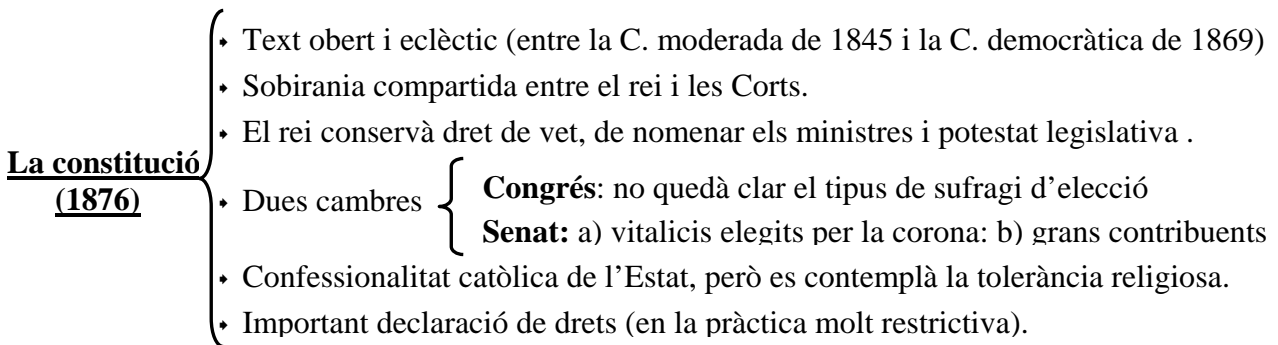 Text obert i eclèctic (entre la C. moderada de 1845 i la C. democràtica de 1869)
Sobirania compartida entre el rei i les Corts.
El rei conservà dret de vet, de nomenar els ministres i potestat legislativa .
La constitució
(1876)
Dues cambres
Congrés: no quedà clar el tipus de sufragi d’elecció
Senat: a) vitalicis elegits per la corona: b) grans contribuents
Confessionalitat catòlica de l’Estat, però es contemplà la tolerància religiosa.
Important declaració de drets (en la pràctica molt restrictiva).